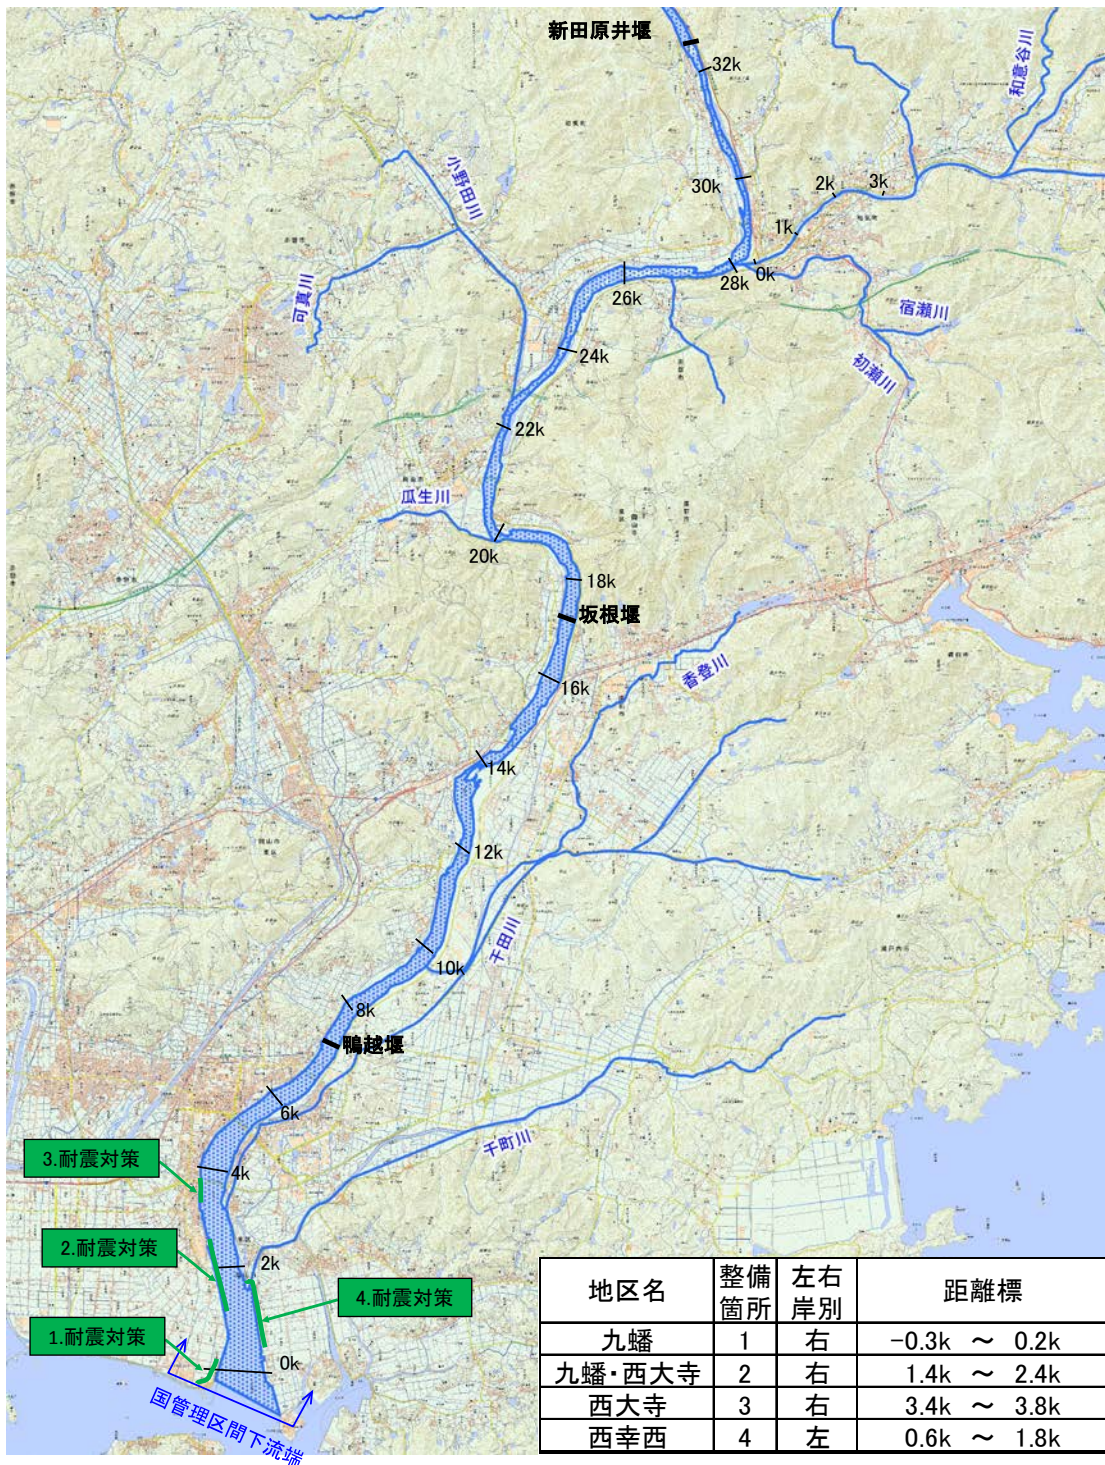 新田原井堰
32k
和意谷川
小野田川
30k
2k
3k
1k
可真川
26k
28k
0k
宿瀬川
24k
初瀬川
22k
瓜生川
20k
18k
坂根堰
香登川
16k
14k
12k
千田川
10k
8k
鴨越堰
6k
千町川
3.耐震対策
4k
2.耐震対策
2k
4.耐震対策
1.耐震対策
0k
国管理区間下流端
地区名 整備箇所 左右岸別 距離標
九蟠 1 右 -0.3k ～ 0.2k
九蟠・西大寺 2 右 1.4k ～ 2.4k
西大寺 3 右 3.4k ～ 3.8k
西幸西 4 左 0.6k ～ 1.8k